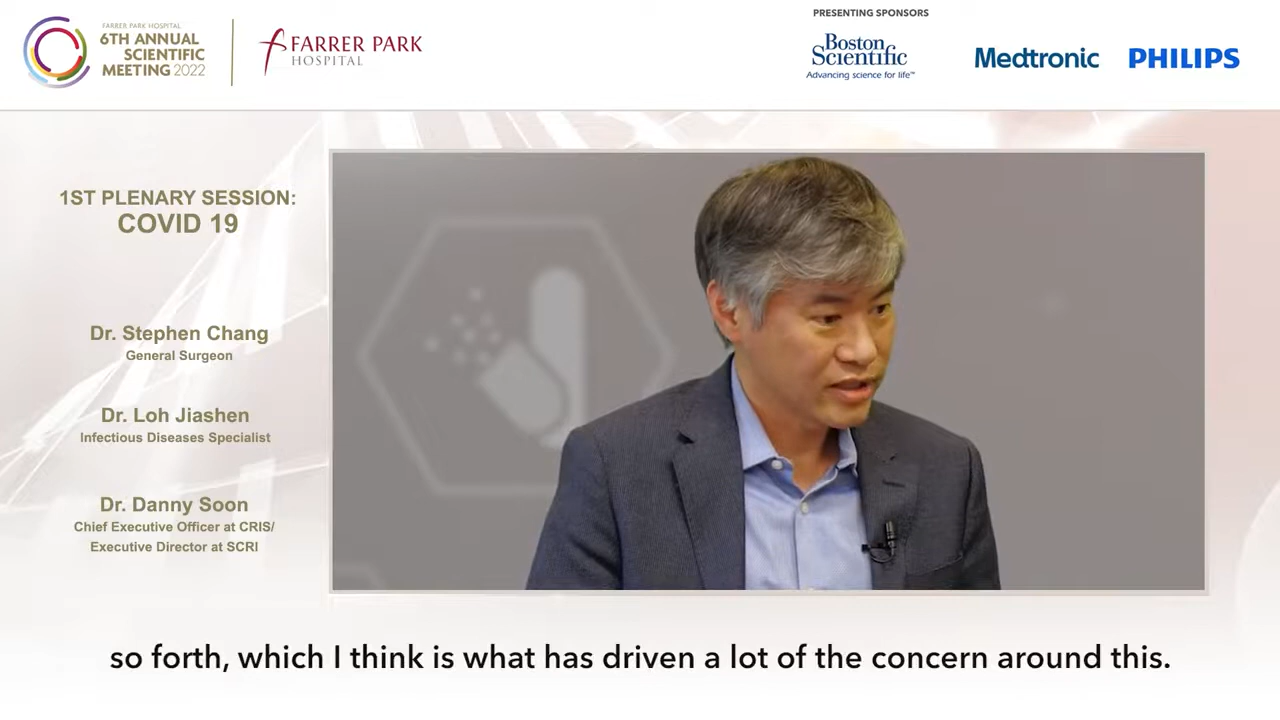 FARRER PARK HOSPITAL
6TH ANNUAL
SCIENTIFIC
MEETING 2022
FARRER PARK
HOSPITAL
PRESENTING SPONSORS
Boston
Scientific
Advancing science for life™
Medtronic
PHILIPS
1ST PLENARY SESSION:
COVID 19
Dr. Stephen Chang
General Surgeon
Dr. Loh Jiashen
Infectious Diseases Specialist
Dr. Danny Soon
Chief Executive Officer at CRIS/
Executive Director at SCRI
so forth, which I think is what has driven a lot of the concern around this.